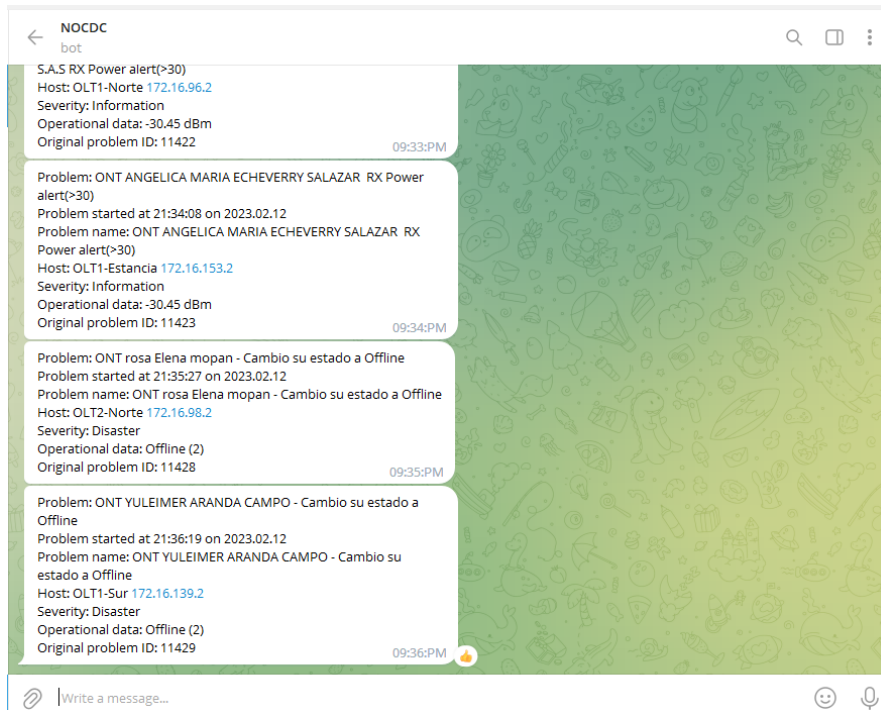 NOCDC
bot
S.A.S RX Power alert(>30)
Host: OLT1-Norte 172.16.96.2
Severity: Information
Operational data: -30.45 dBm
Original problem ID: 11422
09:33:PM
Problem: ONT ANGELICA MARIA ECHEVERRY SALAZAR  RX Power
alert(>30)
Problem started at 21:34:08 on 2023.02.12
Problem name: ONT ANGELICA MARIA ECHEVERRY SALAZAR  RX
Power alert(>30)
Host: OLT1-Estancia 172.16.153.2
Severity: Information
Operational data: -30.45 dBm
Original problem ID: 11423
09:34:PM
Problem: ONT rosa Elena mopan - Cambio su estado a Offline
Problem started at 21:35:27 on 2023.02.12
Problem name: ONT rosa Elena mopan - Cambio su estado a Offline
Host: OLT2-Norte 172.16.98.2
Severity: Disaster
Operational data: Offline (2)
Original problem ID: 11428
09:35:PM
Problem: ONT YULEIMER ARANDA CAMPO - Cambio su estado a
Offline
Problem started at 21:36:19 on 2023.02.12
Problem name: ONT YULEIMER ARANDA CAMPO - Cambio su
estado a Offline
Host: OLT1-Sur 172.16.139.2
Severity: Disaster
Operational data: Offline (2)
Original problem ID: 11429
09:36:PM
Write a message...